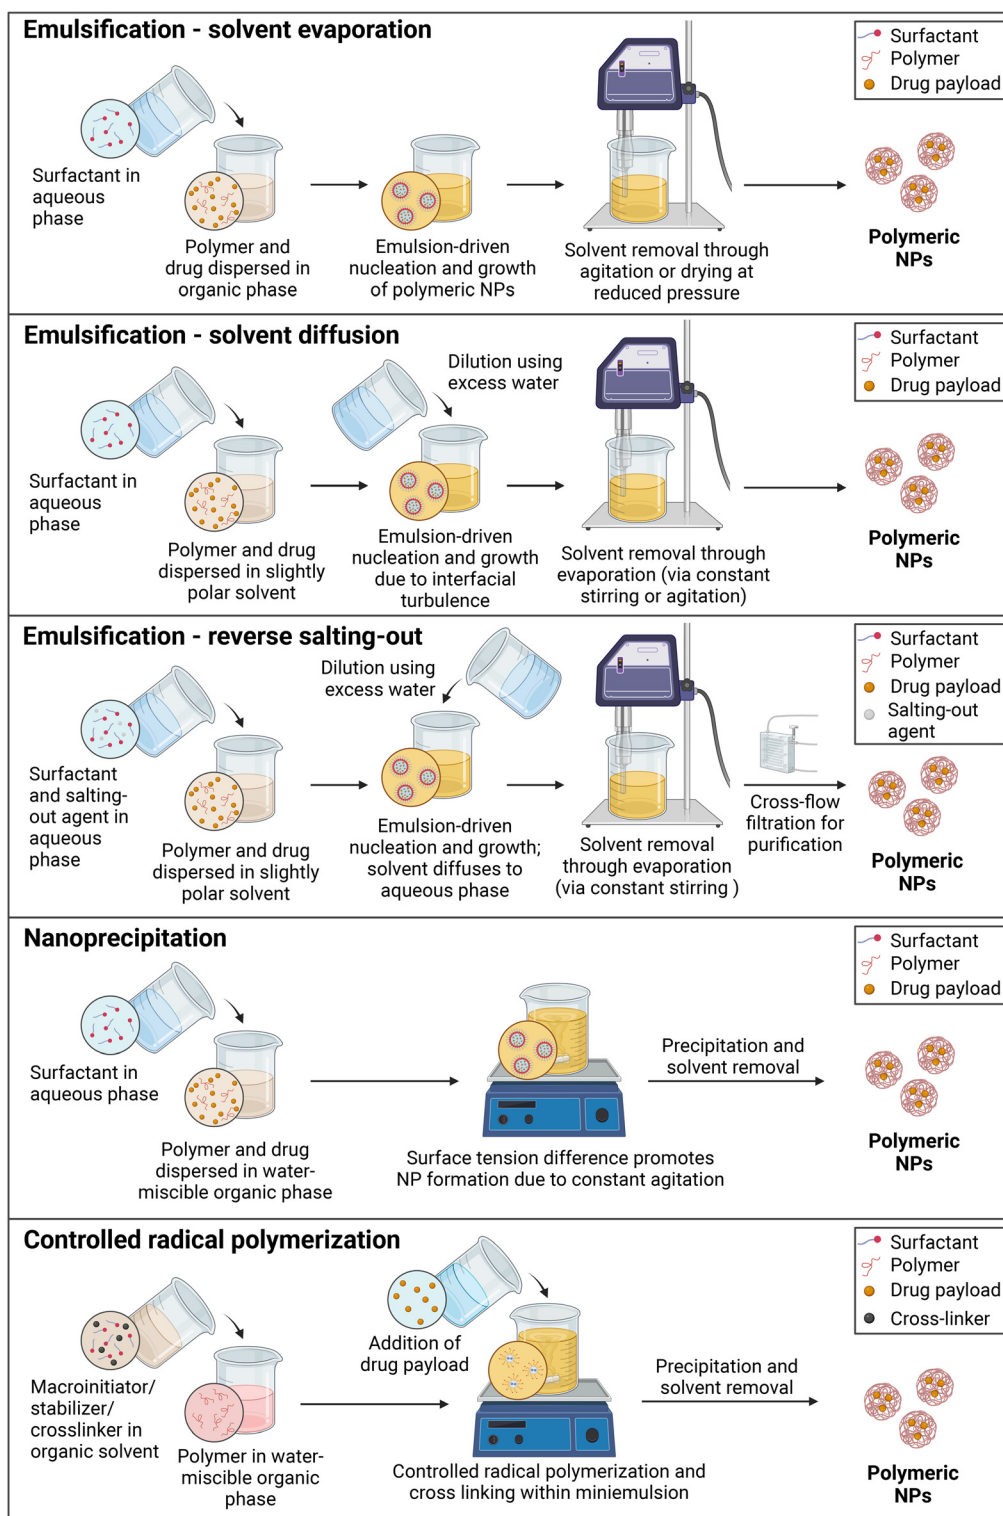 Emulsification - solvent evaporation
Surfactant
Polymer
Drug payload
Surfactant in
aqueous
phase
Polymer and
drug dispersed in
organic phase
Emulsion-driven
nucleation and growth
of polymeric NPs
Solvent removal through
agitation or drying at
reduced pressure
Polymeric
NPs
Emulsification - solvent diffusion
Surfactant
Polymer
Drug payload
Dilution using
excess water
Surfactant in
aqueous
phase
Polymer and drug
dispersed in slightly
polar solvent
Emulsion-driven
nucleation and growth
due to interfacial
turbulence
Solvent removal through
evaporation (via constant
stirring or agitation)
Polymeric
NPs
Emulsification - reverse salting-out
Surfactant
Polymer
Drug payload
Salting-out
agent
Dilution using
excess water
Surfactant
and salting-
out agent in
aqueous
phase
Polymer and drug
dispersed in slightly
polar solvent
Emulsion-driven
nucleation and growth;
solvent diffuses to
aqueous phase
Solvent removal
through evaporation
(via constant stirring )
Cross-flow
filtration for
purification
Polymeric
NPs
Nanoprecipitation
Surfactant
Polymer
Drug payload
Surfactant in
aqueous phase
Polymer and drug
dispersed in water-
miscible organic phase
Surface tension difference promotes
NP formation due to constant agitation
Precipitation and
solvent removal
Polymeric
NPs
Controlled radical polymerization
Surfactant
Polymer
Drug payload
Cross-linker
Macroinitiator/
stabilizer/
crosslinker in
organic solvent
Polymer in water-
miscible organic
phase
Addition of
drug payload
Controlled radical polymerization and
cross linking within miniemulsion
Precipitation and
solvent removal
Polymeric
NPs